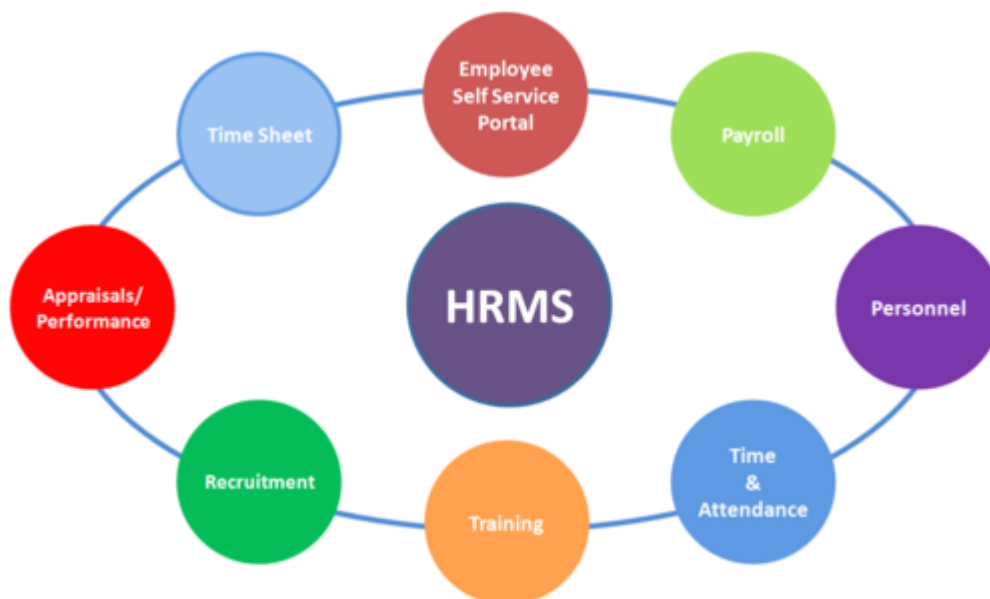 Employee
Self Service
Portal
Time Sheet
Payroll
Appraisals/
Performance
HRMS
Personnel
Recruitment
Training
Time
&
Attendance